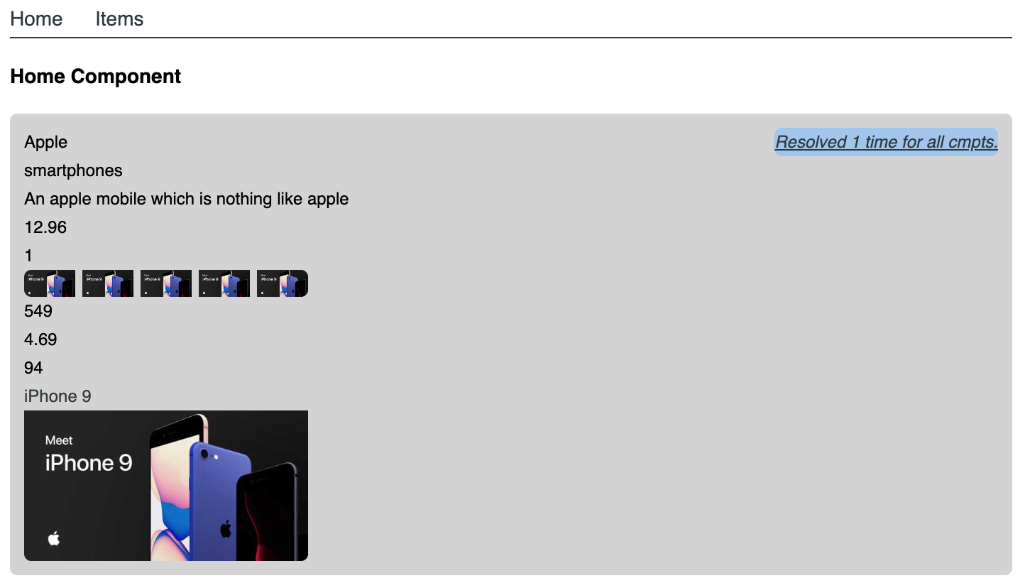 Home Items
Home Component
Apple
Resolved 1 time for all cmpts.
smartphones
An apple mobile which is nothing like apple
12.96
1
549
4.69
94
iPhone 9
Meet
iPhone 9